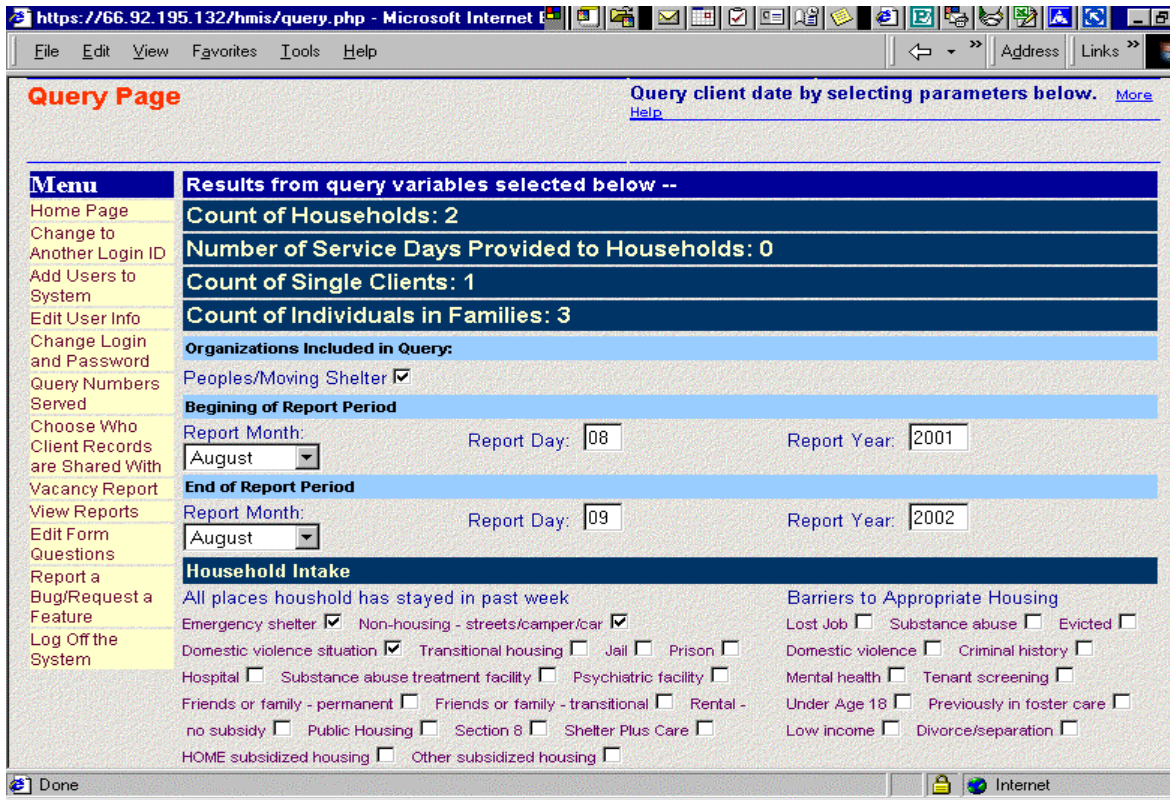 https://66.92.195.132/hmis/query.php - Microsoft Internet E
File Edit View Favorites Tools Help
» Address Links »
Query Page
Query client date by selecting parameters below. More
Help
Menu
Home Page
Change to
Another Login ID
Add Users to
System
Edit User Info
Change Login
and Password
Query Numbers
Served
Choose Who
Client Records
are Shared With
Vacancy Report
View Reports
Edit Form
Questions
Report a
Bug/Request a
Feature
Log Off the
System
Results from query variables selected below --
Count of Households: 2
Number of Service Days Provided to Households: 0
Count of Single Clients: 1
Count of Individuals in Families: 3
Organizations Included in Query:
Peoples/Moving Shelter
Begining of Report Period
Report Month:
August
Report Day: 08
Report Year: 2001
End of Report Period
Report Month:
August
Report Day: 09
Report Year: 2002
Household Intake
All places houshold has stayed in past week
Emergency shelter Non-housing - streets/camper/car
Domestic violence situation Transitional housing Jail Prison
Hospital Substance abuse treatment facility Psychiatric facility
Friends or family - permanent Friends or family - transitional Rental -
no subsidy Public Housing Section 8 Shelter Plus Care
HOME subsidized housing Other subsidized housing
Barriers to Appropriate Housing
Lost Job Substance abuse Evicted
Domestic violence Criminal history
Mental health Tenant screening
Under Age 18 Previously in foster care
Low income Divorce/separation
Done
Internet